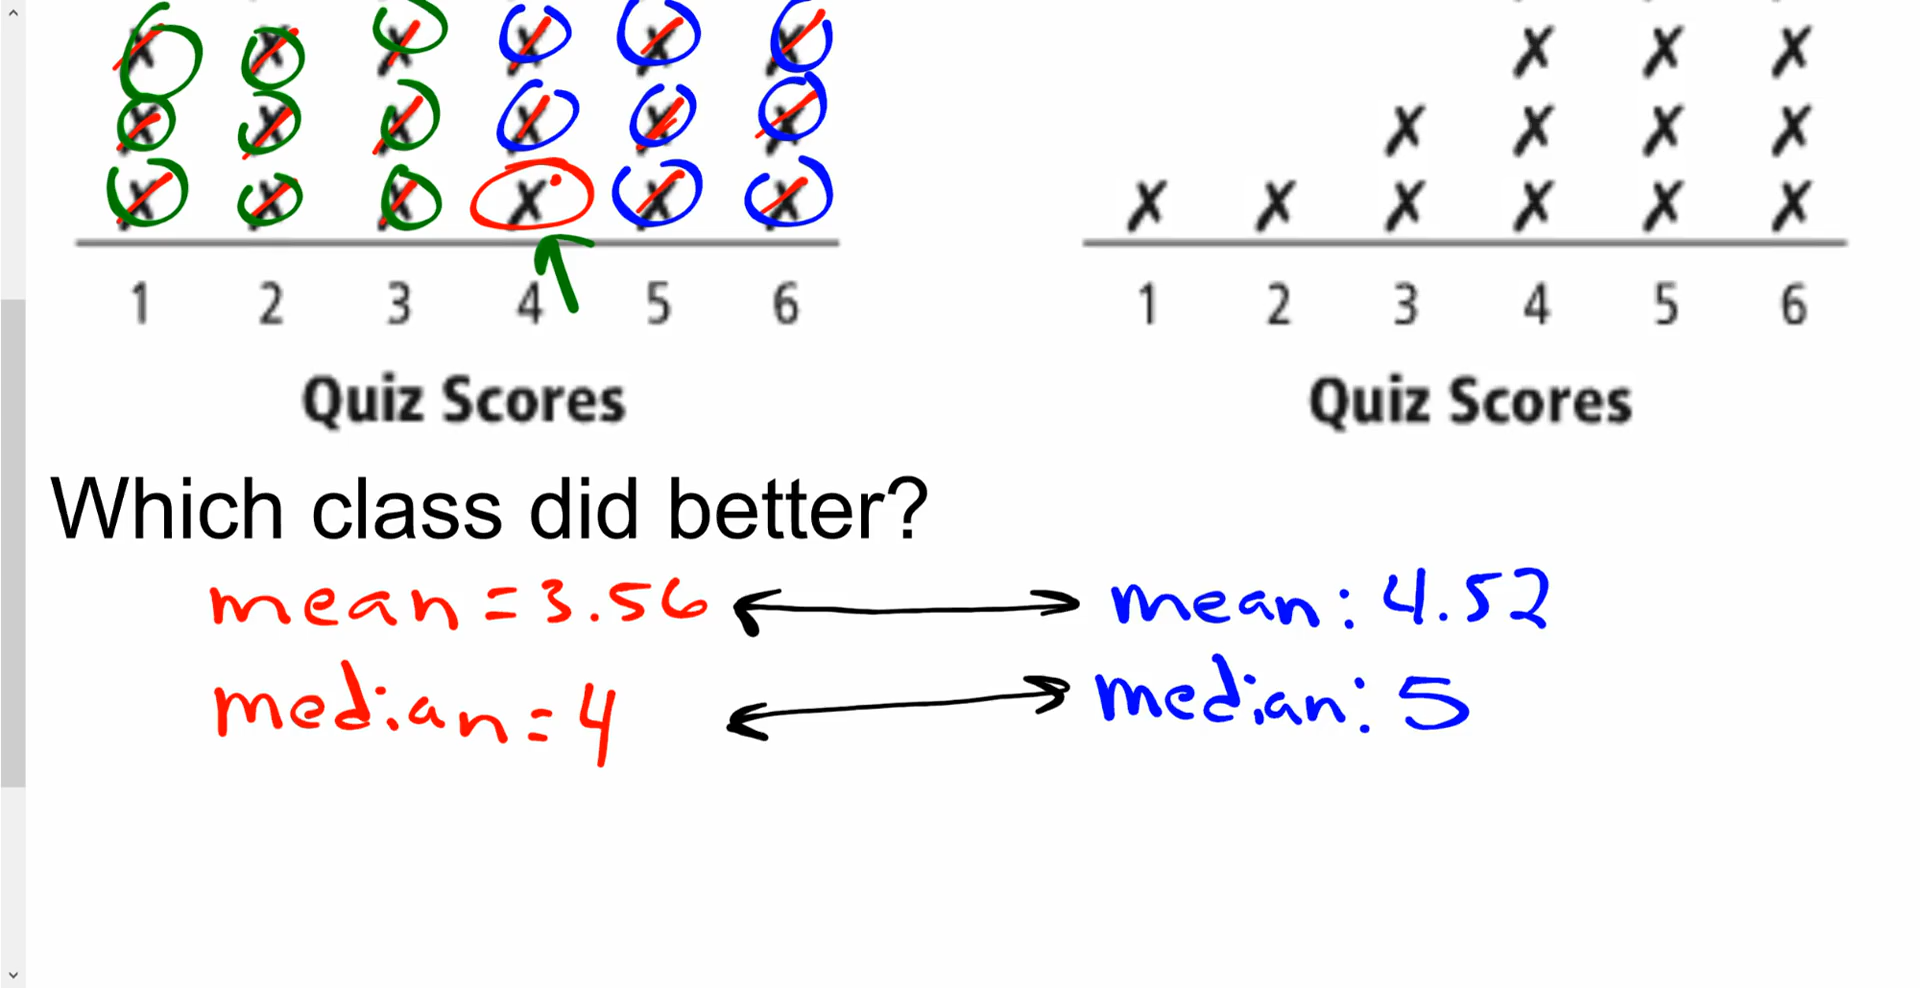 1 2 3 4 5 6
1 2 3 4 5 6
Quiz Scores
Quiz Scores
Which class did better?
mean = 3.56
mean: 4.52
median = 4
median: 5